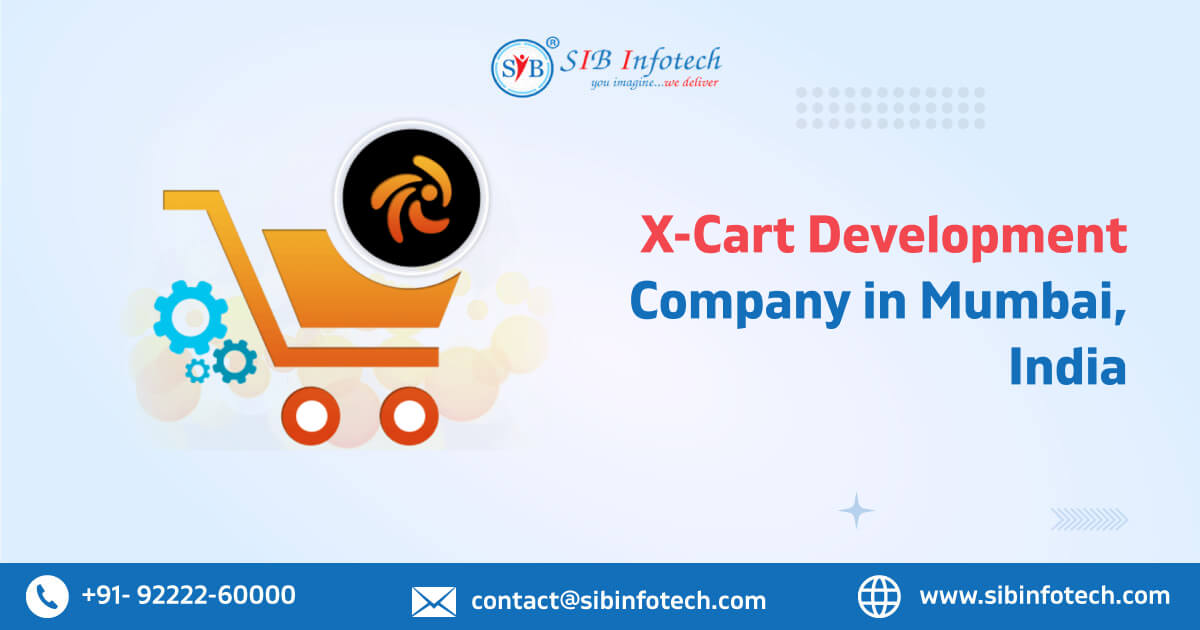 SYB
®
SIB Infotech
you imagine...we deliver
X-Cart Development
Company in Mumbai,
India
+91- 92222-60000
contact@sibinfotech.com
www.sibinfotech.com